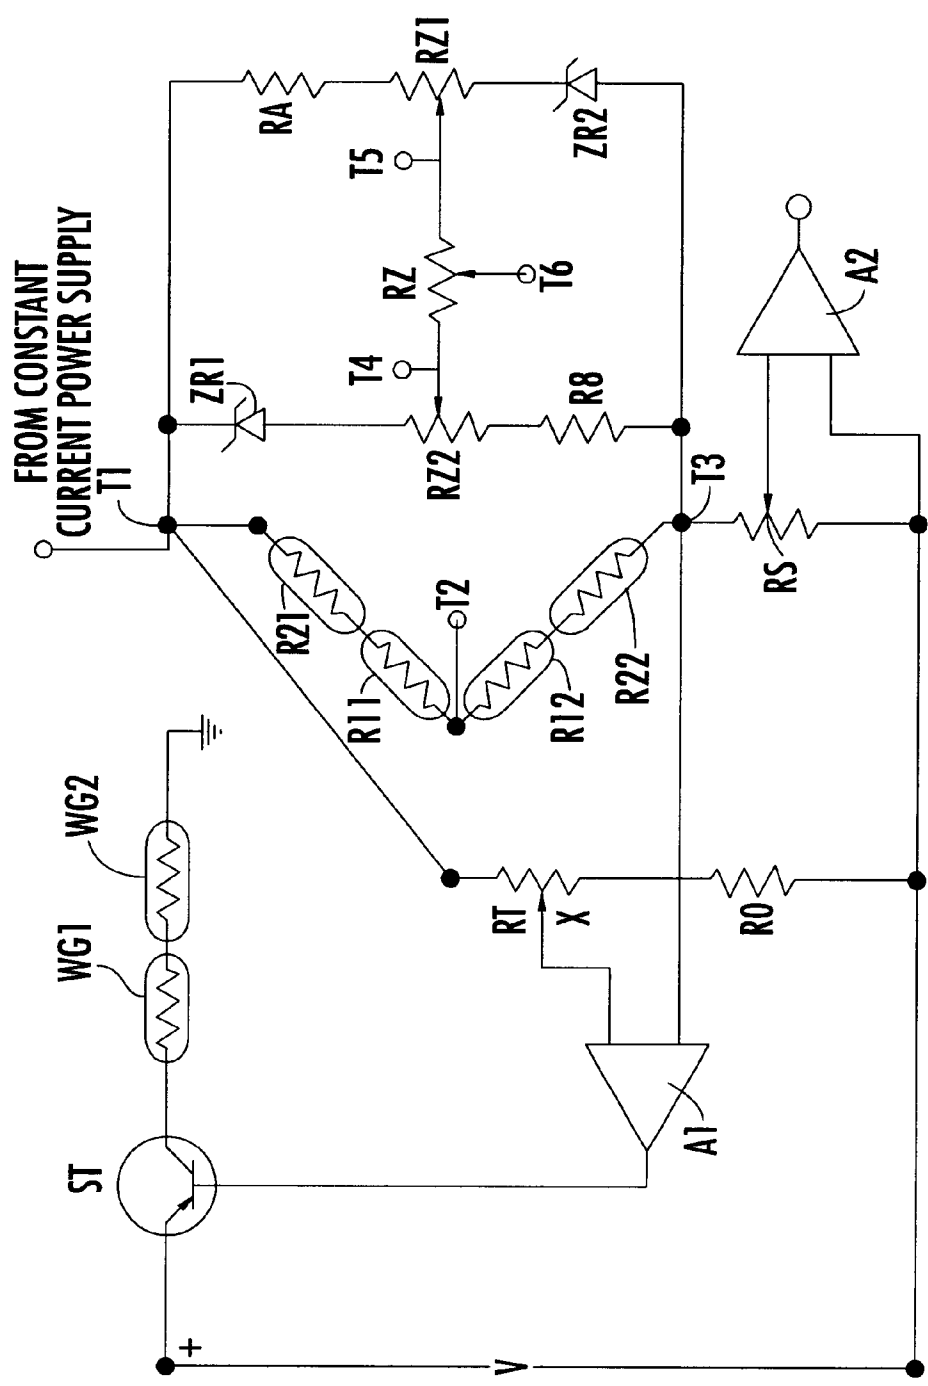 FROM CONSTANT
CURRENT POWER SUPPLY
T1
RA
RZ1
T5
ZR2
RZ
T6
ZR1
T4
RZ2
R8
A2
T3
RS
R21
R11
T2
R12
R22
WG2
WG1
RT
X
RO
ST
A1
+
V